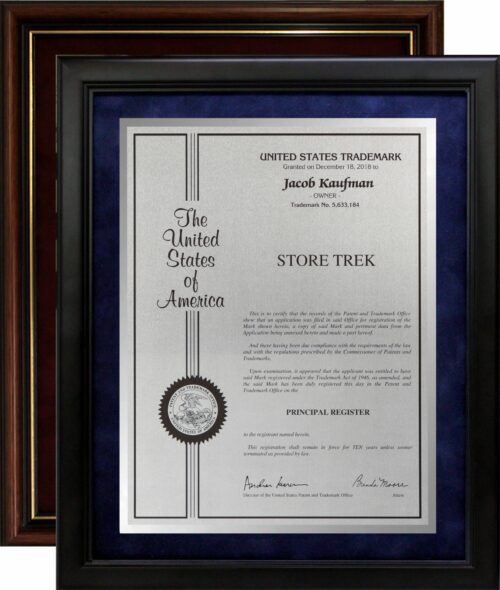 UNITED STATES TRADEMARK
Granted on December 18, 2018 to
Jacob Kaufman
- OWNER -
Trademark No. 5,633,184
The
United
States
of
America
STORE TREK
This is to certify that the records of the Patent and Trademark Office
show that an application was filed in said Office for registration of the
Mark shown herein, a copy of said Mark and pertinent data from the
Application being annexed hereto and made a part hereof,
And there having been due compliance with the requirements of the law
and with the regulations prescribed by the Commissioner of Patents and
Trademarks,
Upon examination, it appeared that the applicant was entitled to have
said Mark registered under the Trademark Act of 1946, as amended, and
the said Mark has been duly registered this day in the Patent and
Trademark Office on the
PRINCIPAL REGISTER
to the registrant named herein.
This registration shall remain in force for TEN years unless sooner
terminated as provided by law.
Director of the United States Patent and Trademark Office
Attest